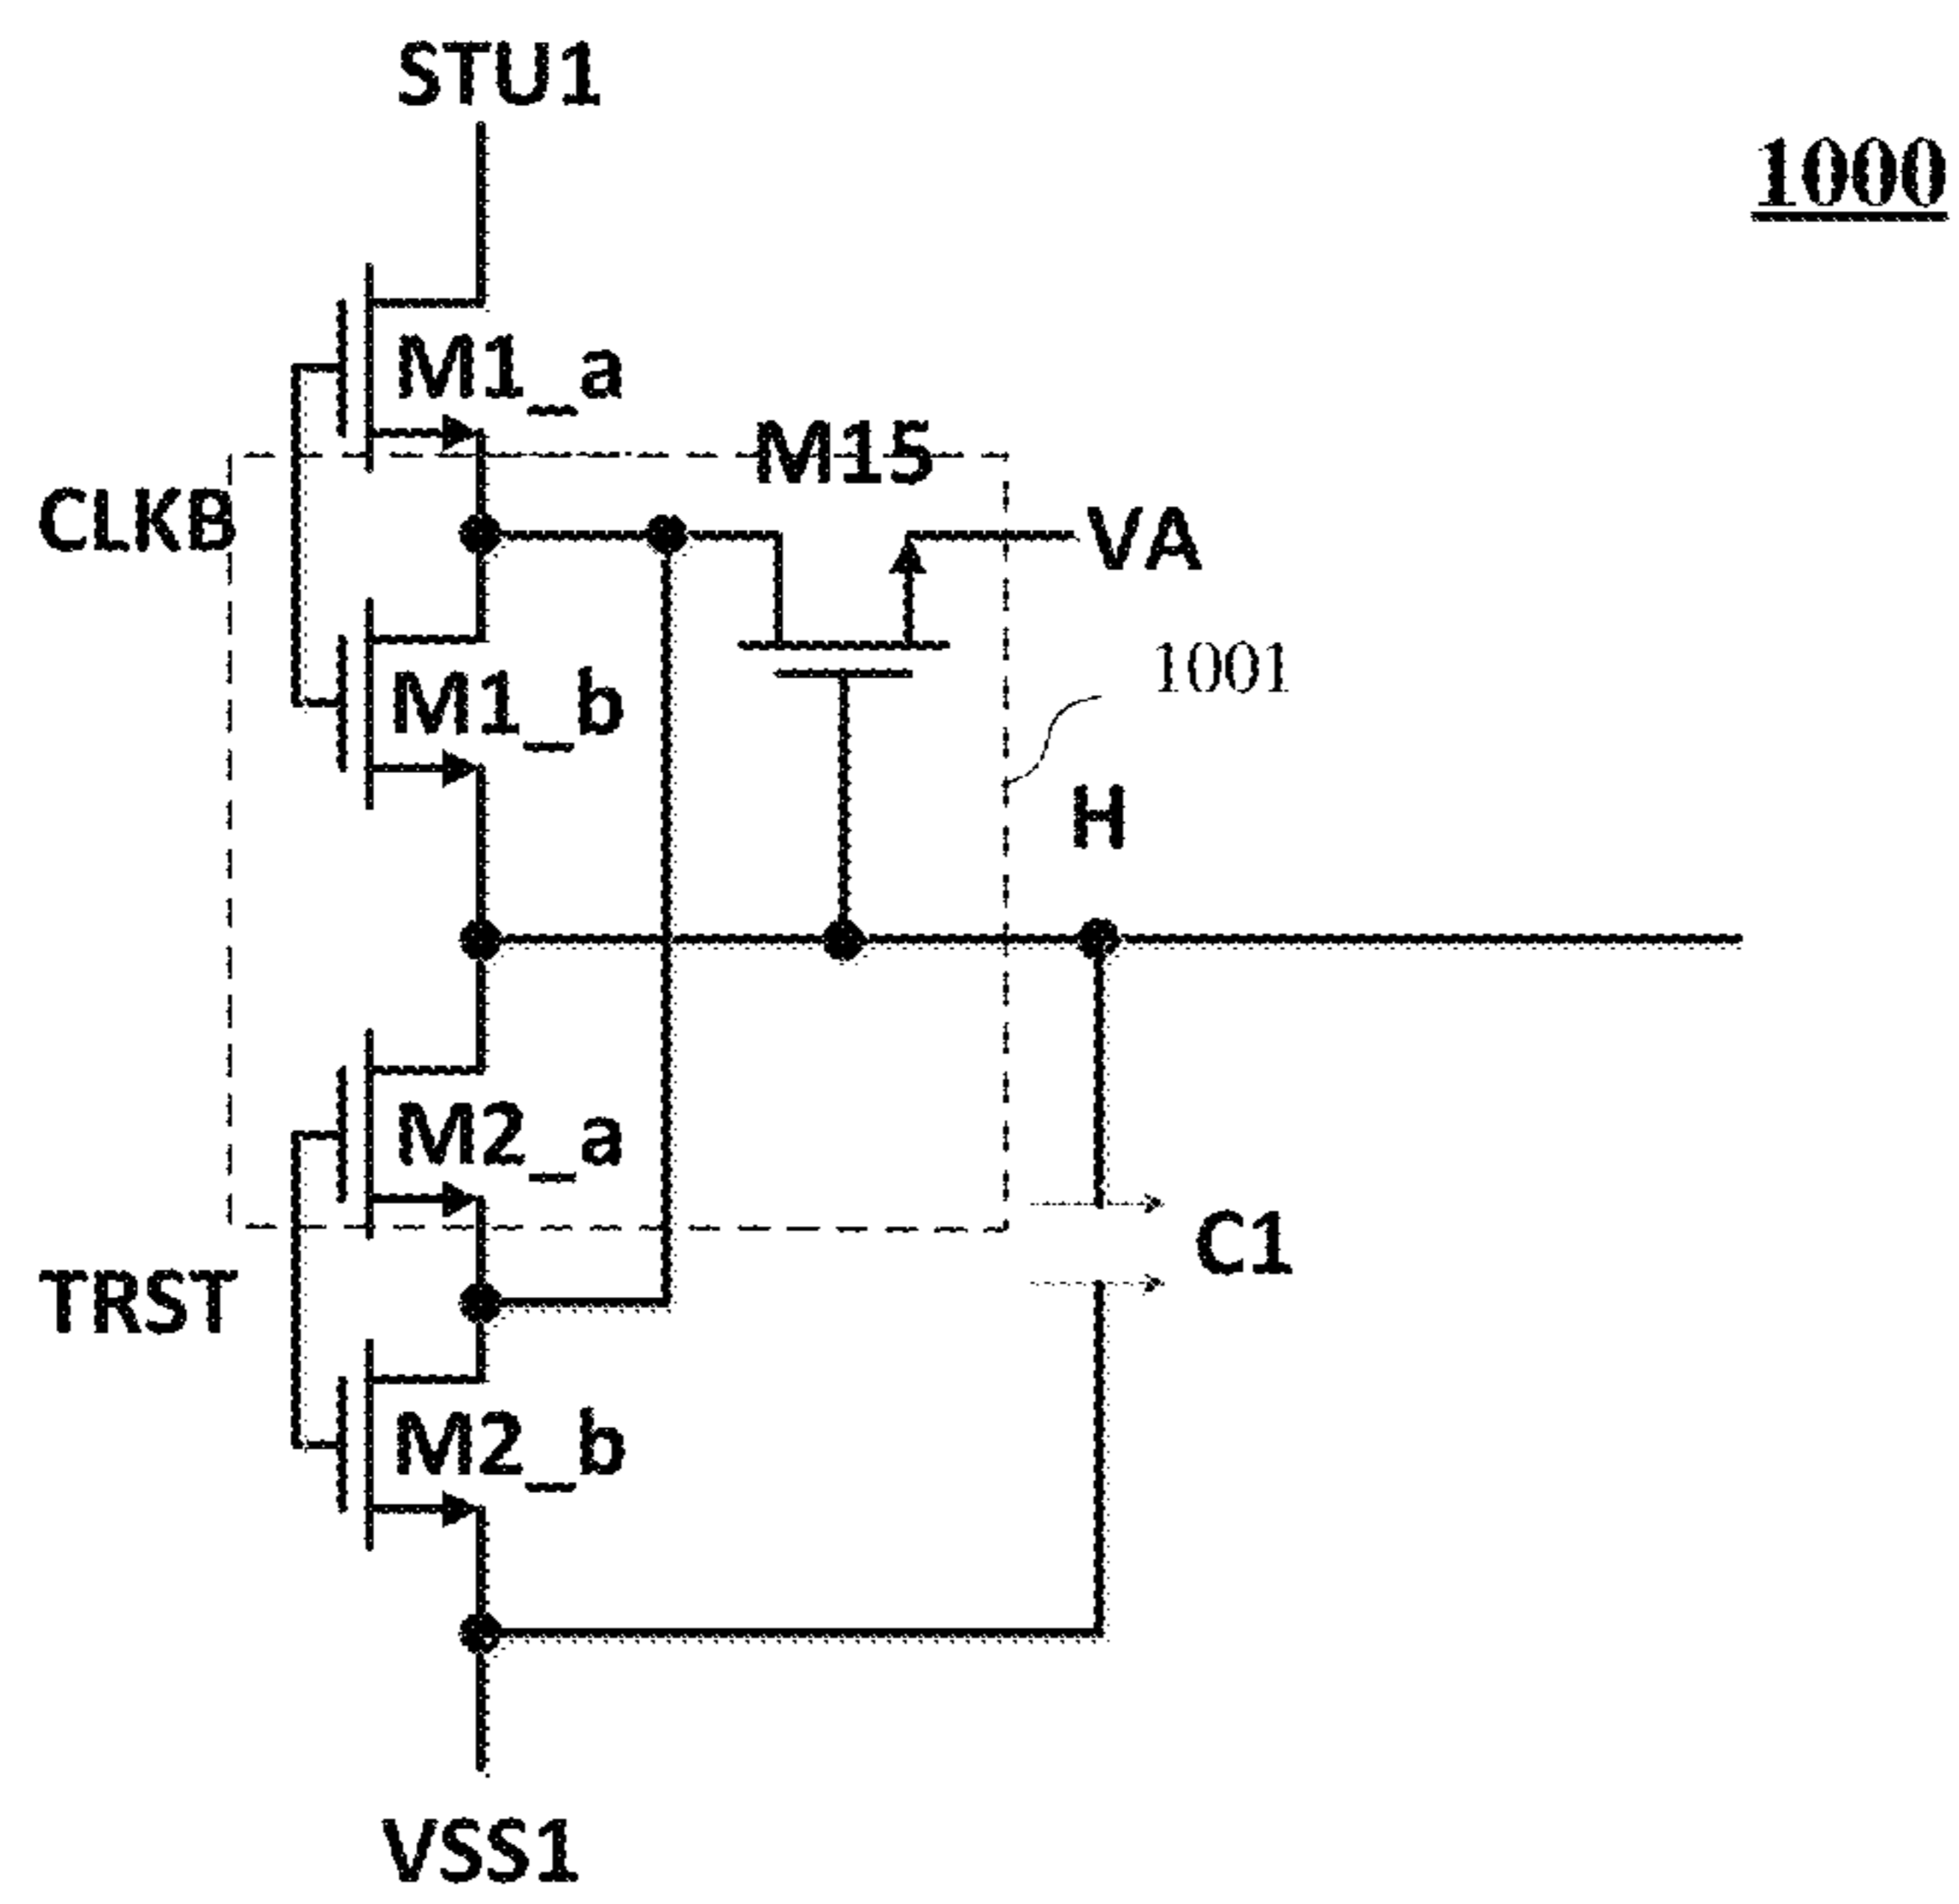 STU1
1000
M1_a
M15
CLKB
VA
1001
M1_b
H
M2_a
C1
TRST
M2_b
VSS1